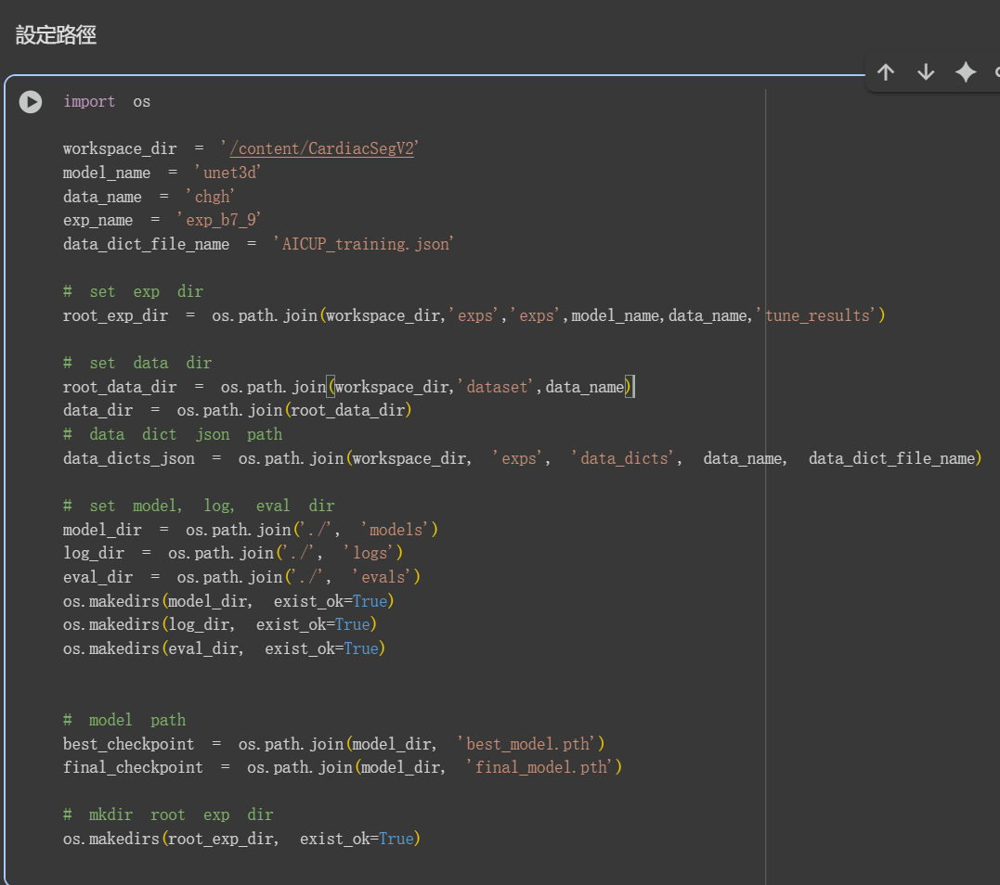 設定路徑
import os
workspace_dir = '/content/CardiacSegV2'
model_name = 'unet3d'
data_name = 'chgh'
exp_name = 'exp_b7_9'
data_dict_file_name = 'AICUP_training.json'
# set exp dir
root_exp_dir = os.path.join(workspace_dir,'exps','exps',model_name,data_name,'tune_results')
# set data dir
root_data_dir = os.path.join(workspace_dir,'dataset',data_name)
data_dir = os.path.join(root_data_dir)
# data dict json path
data_dicts_json = os.path.join(workspace_dir, 'exps', 'data_dicts', data_name, data_dict_file_name)
# set model, log, eval dir
model_dir = os.path.join('./', 'models')
log_dir = os.path.join('./', 'logs')
eval_dir = os.path.join('./', 'evals')
os.makedirs(model_dir, exist_ok=True)
os.makedirs(log_dir, exist_ok=True)
os.makedirs(eval_dir, exist_ok=True)
# model path
best_checkpoint = os.path.join(model_dir, 'best_model.pth')
final_checkpoint = os.path.join(model_dir, 'final_model.pth')
# mkdir root exp dir
os.makedirs(root_exp_dir, exist_ok=True)